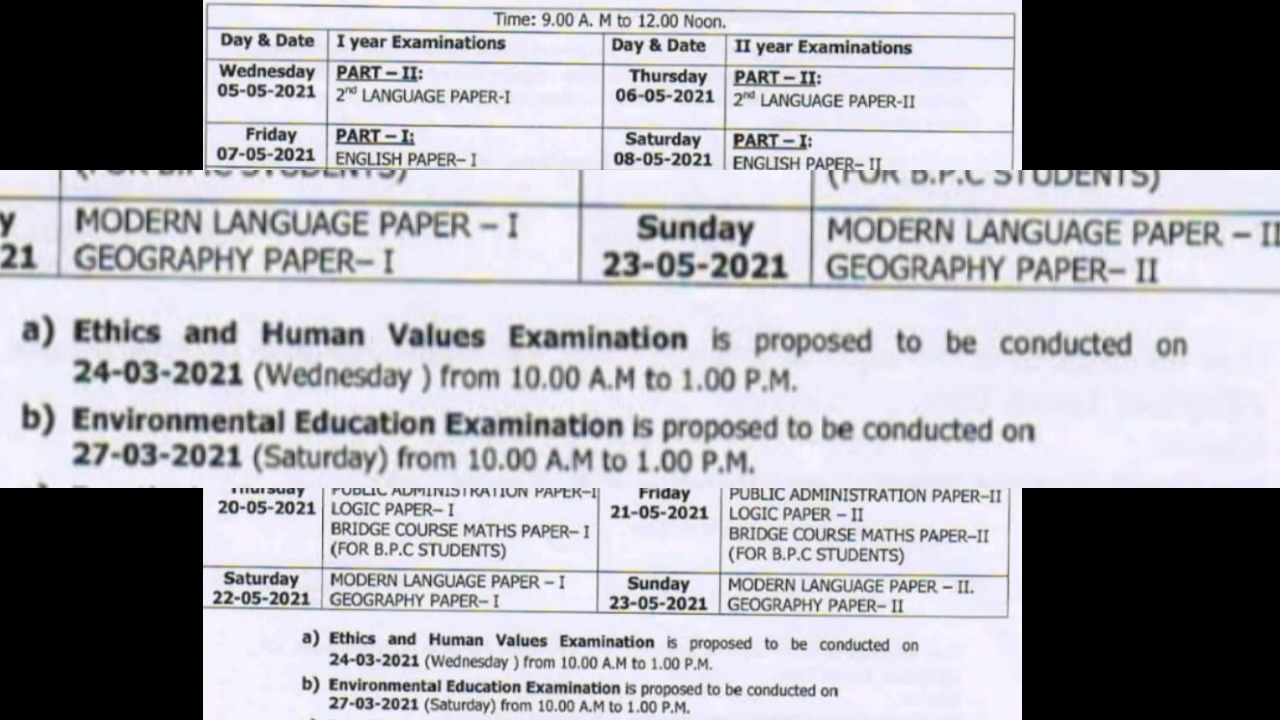 Time: 9.00 A. M to 12.00 Noon.
Day & Date I year Examinations Day & Date II year Examinations
Wednesday PART – II: Thursday PART – II:
05-05-2021 2nd LANGUAGE PAPER-I 06-05-2021 2nd LANGUAGE PAPER-II
Friday PART – I: Saturday PART – I:
07-05-2021 ENGLISH PAPER– I 08-05-2021 ENGLISH PAPER– II
(FOR B.P.C STUDENTS) (FOR B.P.C STUDENTS)
y MODERN LANGUAGE PAPER – I Sunday MODERN LANGUAGE PAPER – II
21 GEOGRAPHY PAPER– I 23-05-2021 GEOGRAPHY PAPER– II
a) Ethics and Human Values Examination is proposed to be conducted on
24-03-2021 (Wednesday ) from 10.00 A.M to 1.00 P.M.
b) Environmental Education Examination is proposed to be conducted on
27-03-2021 (Saturday) from 10.00 A.M to 1.00 P.M.
Thursday PUBLIC ADMINISTRATION PAPER–I Friday PUBLIC ADMINISTRATION PAPER–II
20-05-2021 LOGIC PAPER– I 21-05-2021 LOGIC PAPER – II
BRIDGE COURSE MATHS PAPER– I BRIDGE COURSE MATHS PAPER–II
(FOR B.P.C STUDENTS) (FOR B.P.C STUDENTS)
Saturday MODERN LANGUAGE PAPER – I Sunday MODERN LANGUAGE PAPER – II.
22-05-2021 GEOGRAPHY PAPER– I 23-05-2021 GEOGRAPHY PAPER– II
a) Ethics and Human Values Examination is proposed to be conducted on
24-03-2021 (Wednesday ) from 10.00 A.M to 1.00 P.M.
b) Environmental Education Examination is proposed to be conducted on
27-03-2021 (Saturday) from 10.00 A.M to 1.00 P.M.